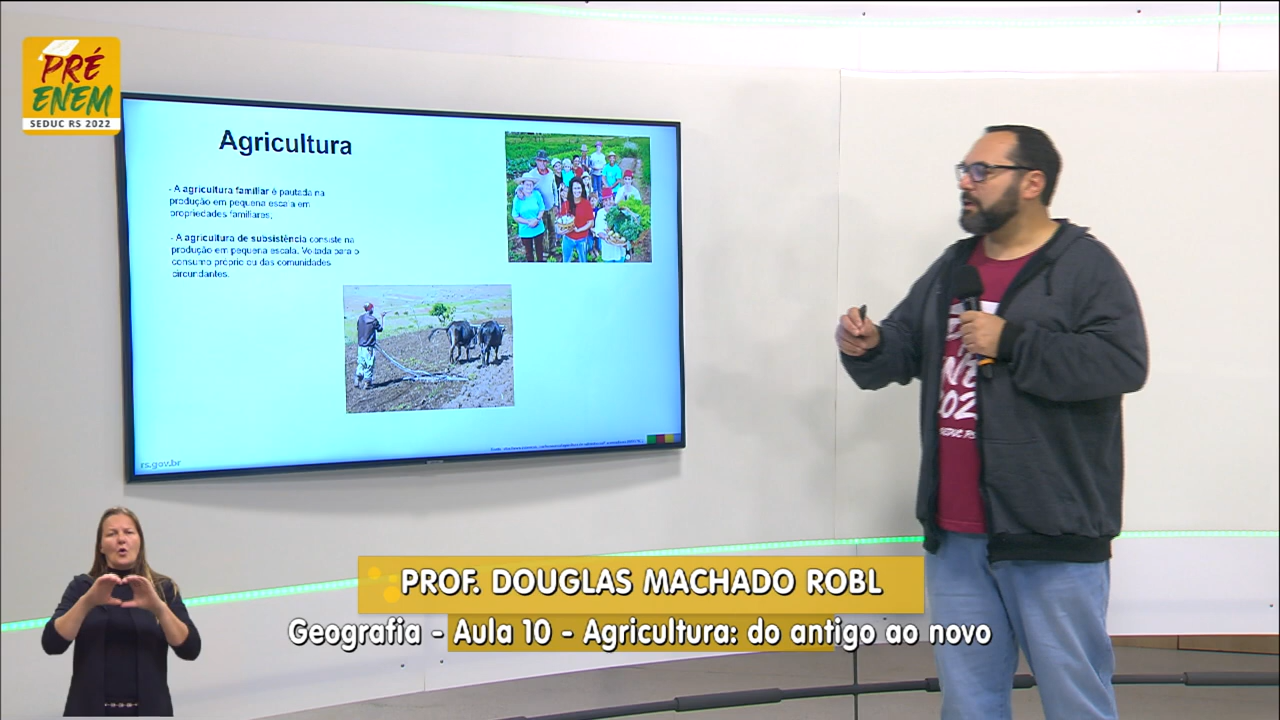 PRÉ
ENEM
SEDUC RS 2022
Agricultura
- A agricultura familiar é pautada na
produção em pequena escala em
propriedades familiares;
- A agricultura de subsistência consiste na
produção em pequena escala. Voltada para o
consumo próprio ou das comunidades
circundantes.
rs.gov.br
SEDUC RS
PROF. DOUGLAS MACHADO ROBL
Geografia - Aula 10 - Agricultura: do antigo ao novo